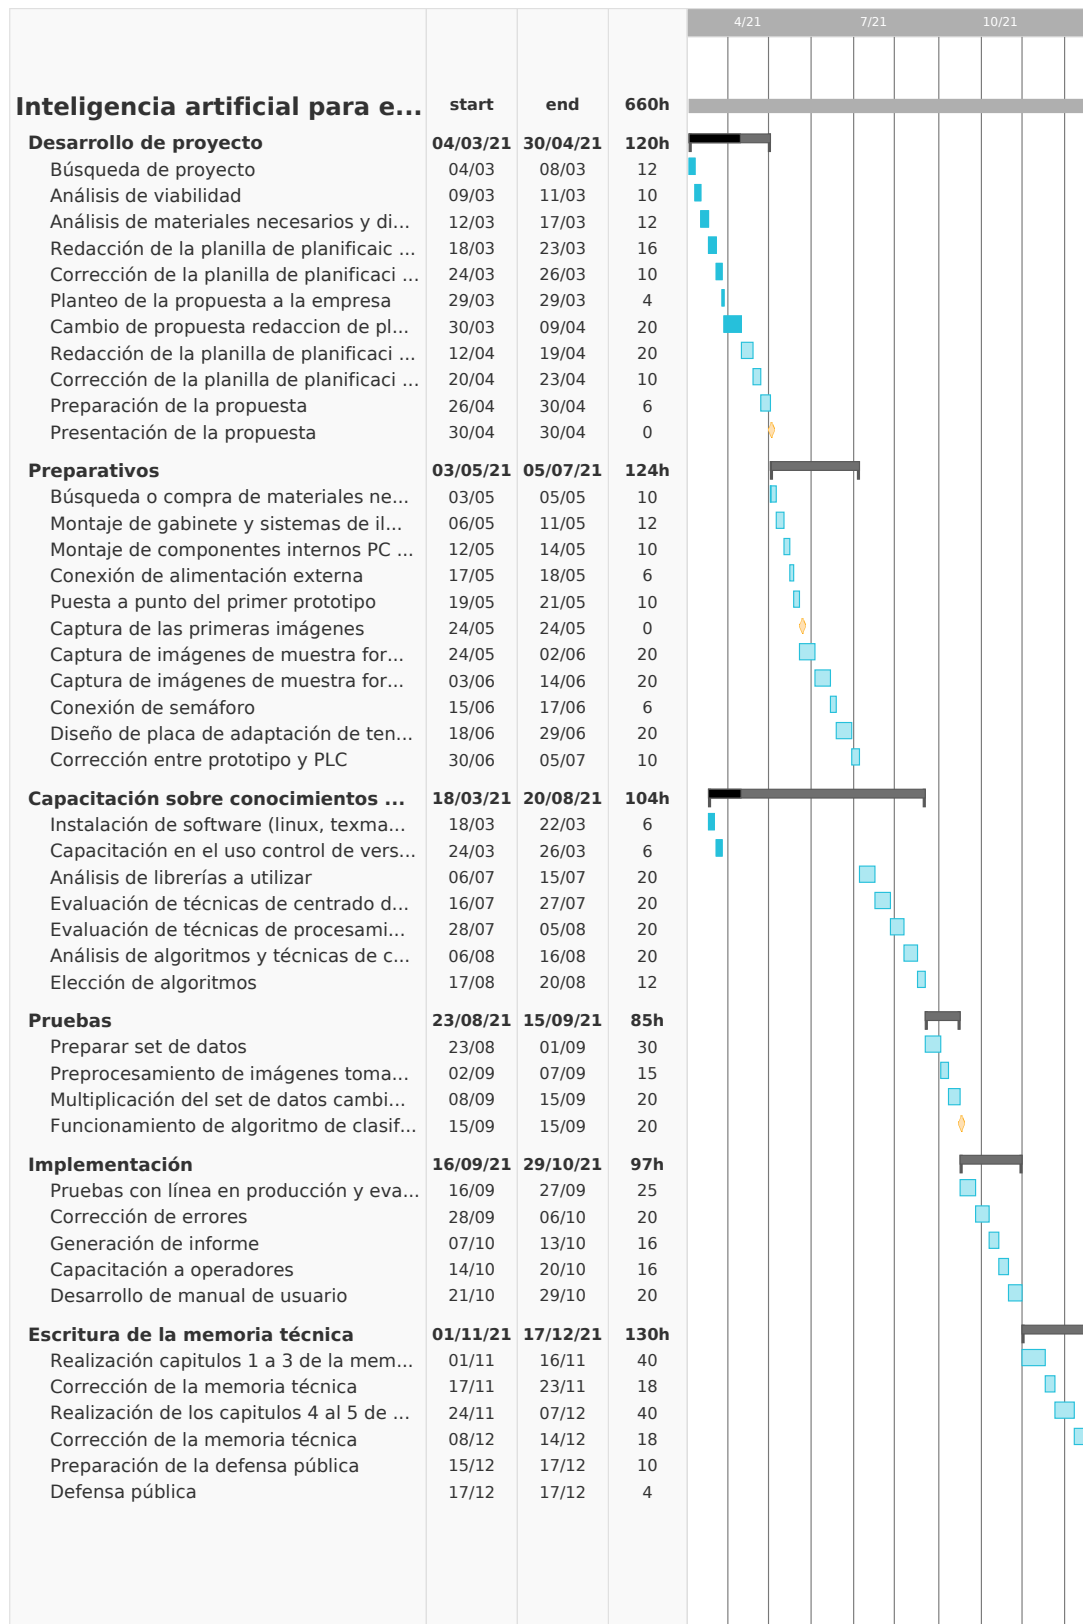 4/21 7/21 10/21
Inteligencia artificial para e... start end 660h
Desarrollo de proyecto 04/03/21 30/04/21 120h
Búsqueda de proyecto 04/03 08/03 12
Análisis de viabilidad 09/03 11/03 10
Análisis de materiales necesarios y di... 12/03 17/03 12
Redacción de la planilla de planificaic ... 18/03 23/03 16
Corrección de la planilla de planificaci ... 24/03 26/03 10
Planteo de la propuesta a la empresa 29/03 29/03 4
Cambio de propuesta redaccion de pl... 30/03 09/04 20
Redacción de la planilla de planificaci ... 12/04 19/04 20
Corrección de la planilla de planificaci ... 20/04 23/04 10
Preparación de la propuesta 26/04 30/04 6
Presentación de la propuesta 30/04 30/04 0
Preparativos 03/05/21 05/07/21 124h
Búsqueda o compra de materiales ne... 03/05 05/05 10
Montaje de gabinete y sistemas de il... 06/05 11/05 12
Montaje de componentes internos PC ... 12/05 14/05 10
Conexión de alimentación externa 17/05 18/05 6
Puesta a punto del primer prototipo 19/05 21/05 10
Captura de las primeras imágenes 24/05 24/05 0
Captura de imágenes de muestra for... 24/05 02/06 20
Captura de imágenes de muestra for... 03/06 14/06 20
Conexión de semáforo 15/06 17/06 6
Diseño de placa de adaptación de ten... 18/06 29/06 20
Corrección entre prototipo y PLC 30/06 05/07 10
Capacitación sobre conocimientos ... 18/03/21 20/08/21 104h
Instalación de software (linux, texma... 18/03 22/03 6
Capacitación en el uso control de vers... 24/03 26/03 6
Análisis de librerías a utilizar 06/07 15/07 20
Evaluación de técnicas de centrado d... 16/07 27/07 20
Evaluación de técnicas de procesami... 28/07 05/08 20
Análisis de algoritmos y técnicas de c... 06/08 16/08 20
Elección de algoritmos 17/08 20/08 12
Pruebas 23/08/21 15/09/21 85h
Preparar set de datos 23/08 01/09 30
Preprocesamiento de imágenes toma... 02/09 07/09 15
Multiplicación del set de datos cambi... 08/09 15/09 20
Funcionamiento de algoritmo de clasif... 15/09 15/09 20
Implementación 16/09/21 29/10/21 97h
Pruebas con línea en producción y eva... 16/09 27/09 25
Corrección de errores 28/09 06/10 20
Generación de informe 07/10 13/10 16
Capacitación a operadores 14/10 20/10 16
Desarrollo de manual de usuario 21/10 29/10 20
Escritura de la memoria técnica 01/11/21 17/12/21 130h
Realización capitulos 1 a 3 de la mem... 01/11 16/11 40
Corrección de la memoria técnica 17/11 23/11 18
Realización de los capitulos 4 al 5 de ... 24/11 07/12 40
Corrección de la memoria técnica 08/12 14/12 18
Preparación de la defensa pública 15/12 17/12 10
Defensa pública 17/12 17/12 4